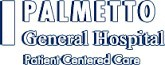 PALMETTO
General Hospital
Patient Centered Care